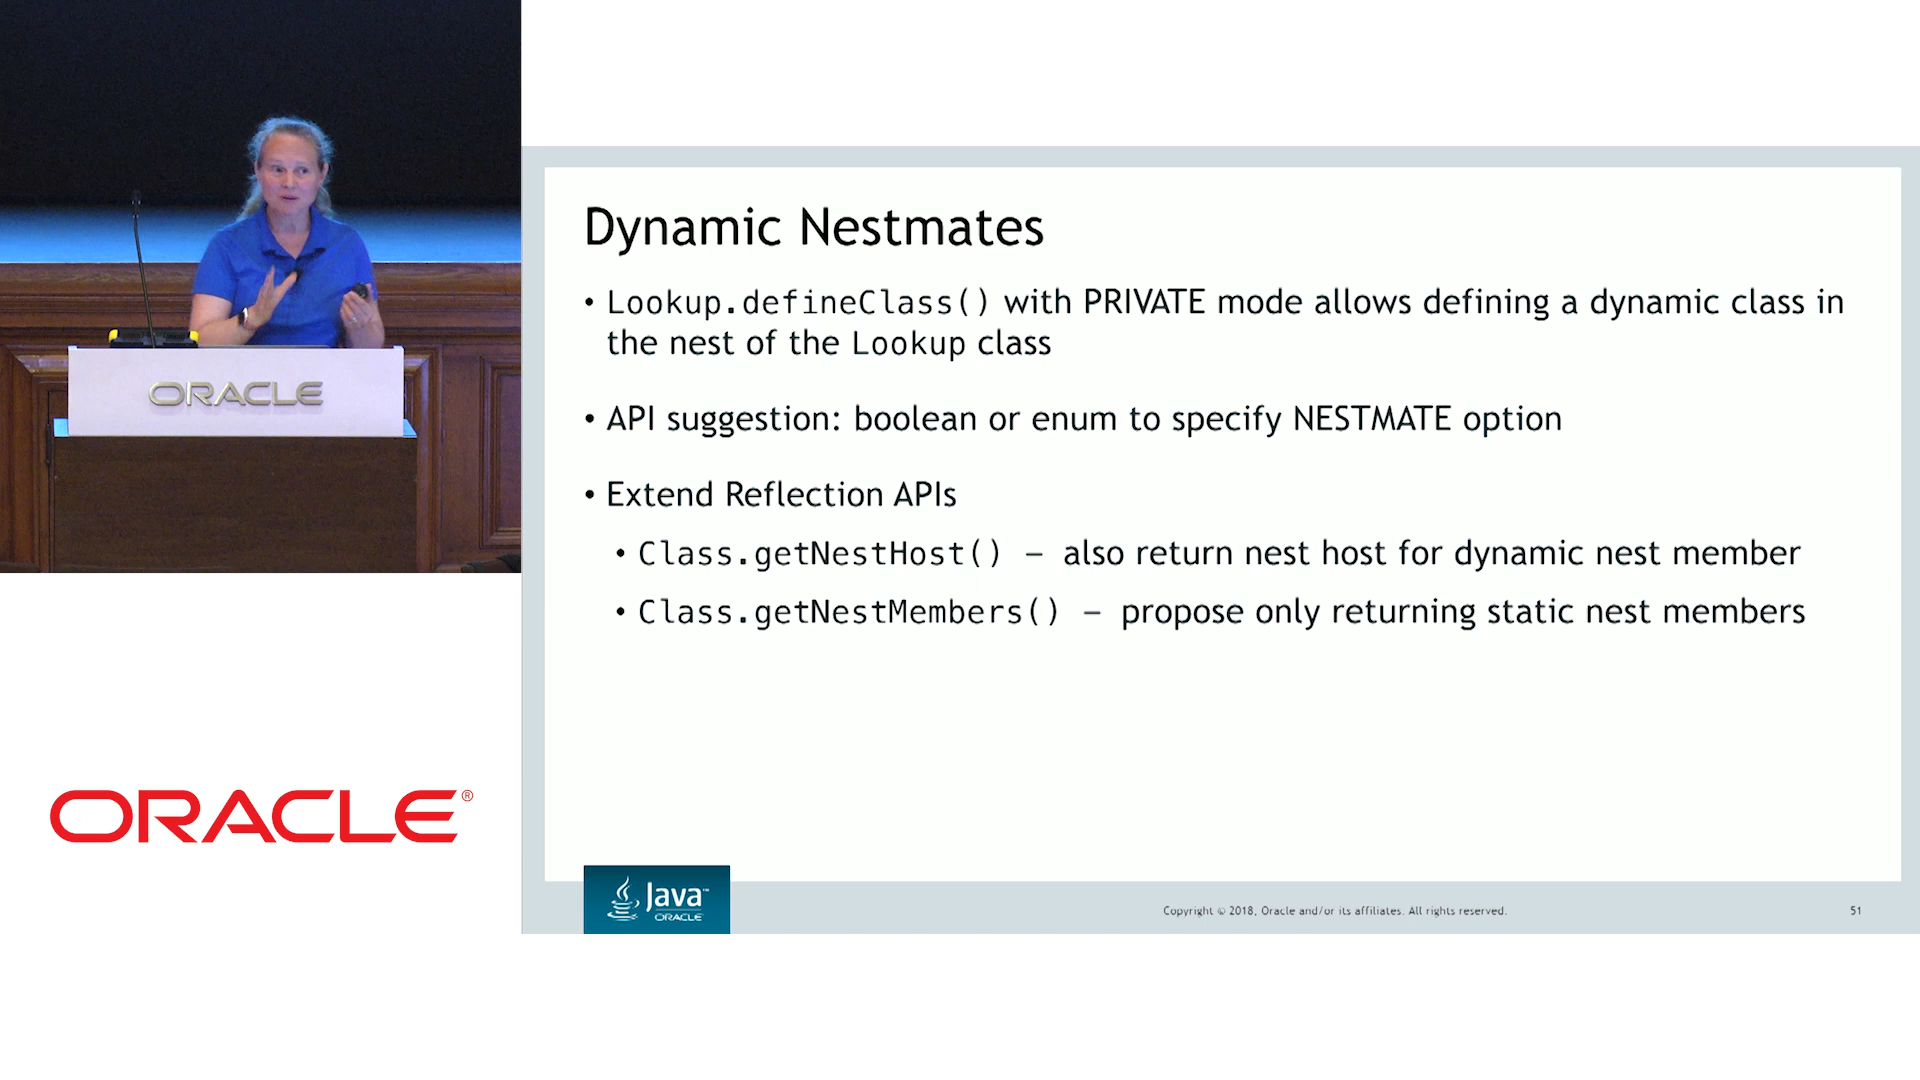 ORACLE
ORACLE®
Dynamic Nestmates
• Lookup.defineClass() with PRIVATE mode allows defining a dynamic class in
the nest of the Lookup class
• API suggestion: boolean or enum to specify NESTMATE option
• Extend Reflection APIs
• Class.getNestHost() – also return nest host for dynamic nest member
• Class.getNestMembers() – propose only returning static nest members
Java™
ORACLE
Copyright © 2018, Oracle and/or its affiliates. All rights reserved.
51